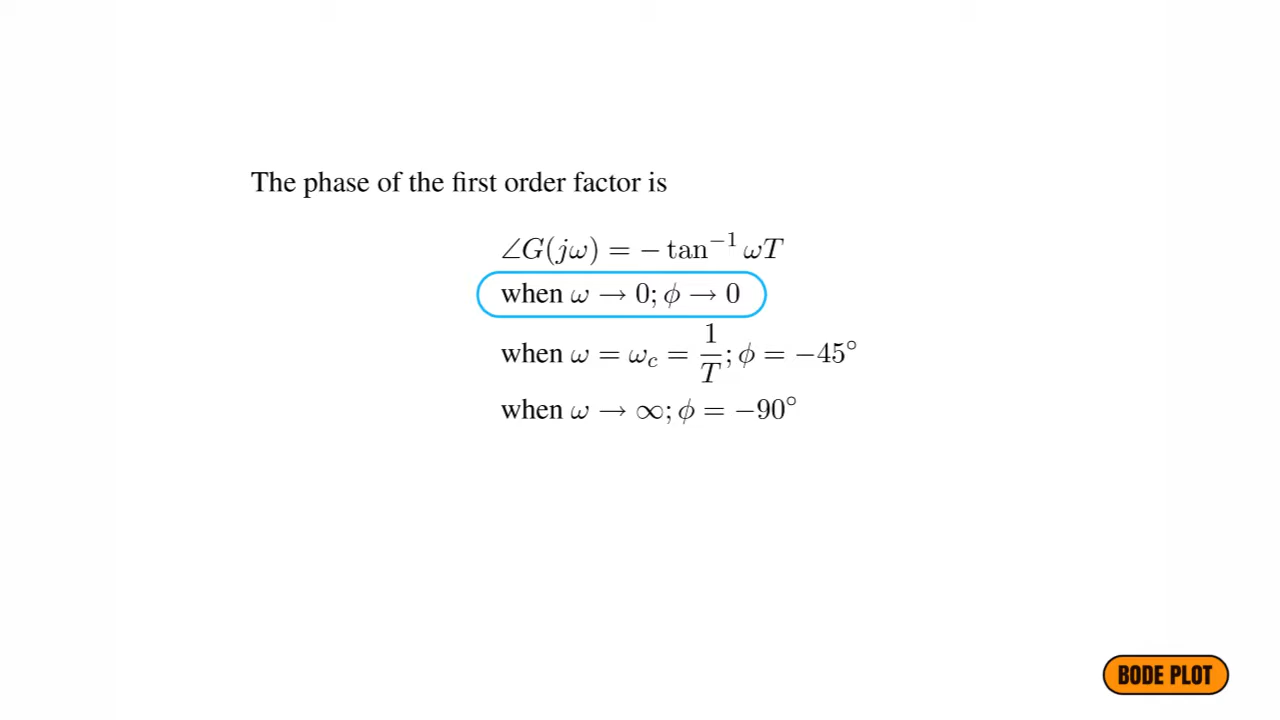 The phase of the first order factor is
∠G(jω) = − tan⁻¹ ωT
when ω → 0; ϕ → 0
when ω = ω_c = 1/T; ϕ = −45°
when ω → ∞; ϕ = −90°
BODE PLOT